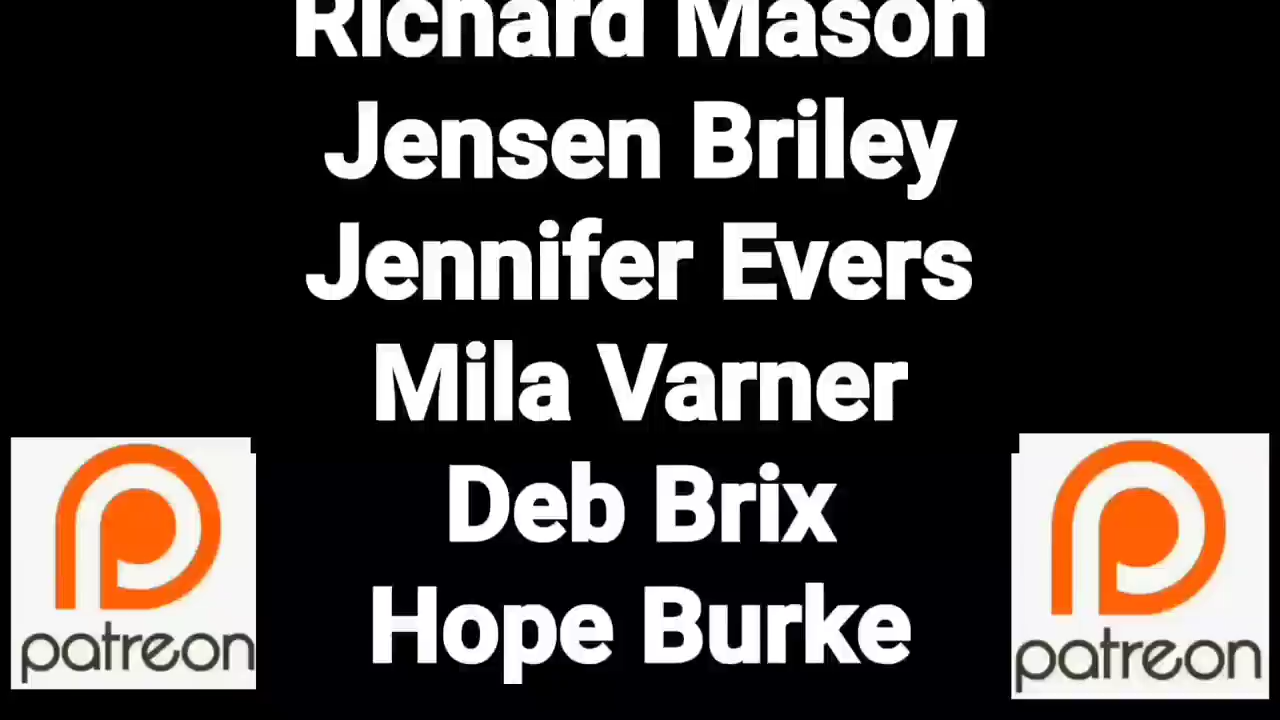 Richard Mason
Jensen Briley
Jennifer Evers
Mila Varner
Deb Brix
Hope Burke
patreon
patreon